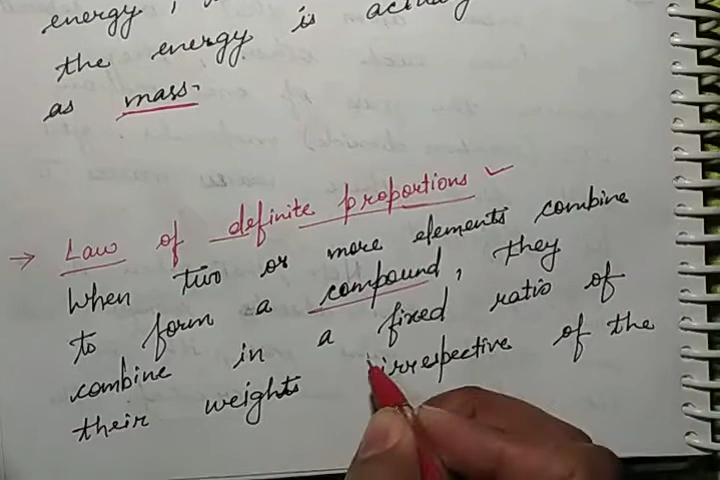 energy,
the energy is
as mass.
→ Law of definite proportions ✓
When two or more elements combine
to form a compound, they
combine in a fixed ratio of
their weights irrespective of the